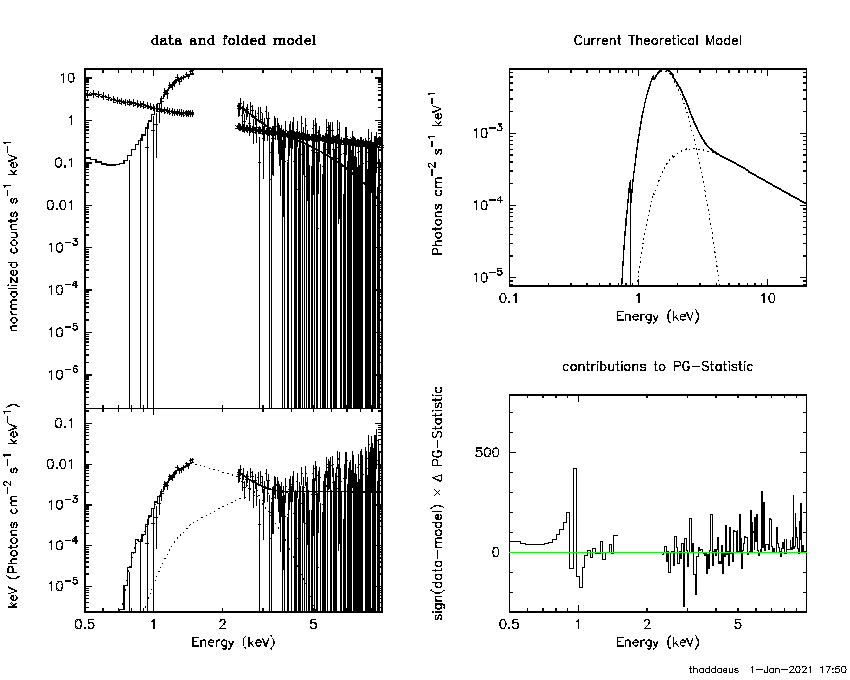 data and folded model
normalized counts s⁻¹ keV⁻¹
10
1
0.1
0.01
10⁻³
10⁻⁴
10⁻⁵
10⁻⁶
keV (Photons cm⁻² s⁻¹ keV⁻¹)
0.1
0.01
10⁻³
10⁻⁴
10⁻⁵
0.5 1 2 5
Energy (keV)
Current Theoretical Model
Photons cm⁻² s⁻¹ keV⁻¹
10⁻³
10⁻⁴
10⁻⁵
0.1 1 10
Energy (keV)
contributions to PG-Statistic
sign(data-model) × Δ PG-Statistic
500
0
0.5 1 2 5
Energy (keV)
thaddaeus 1-Jan-2021 17:50